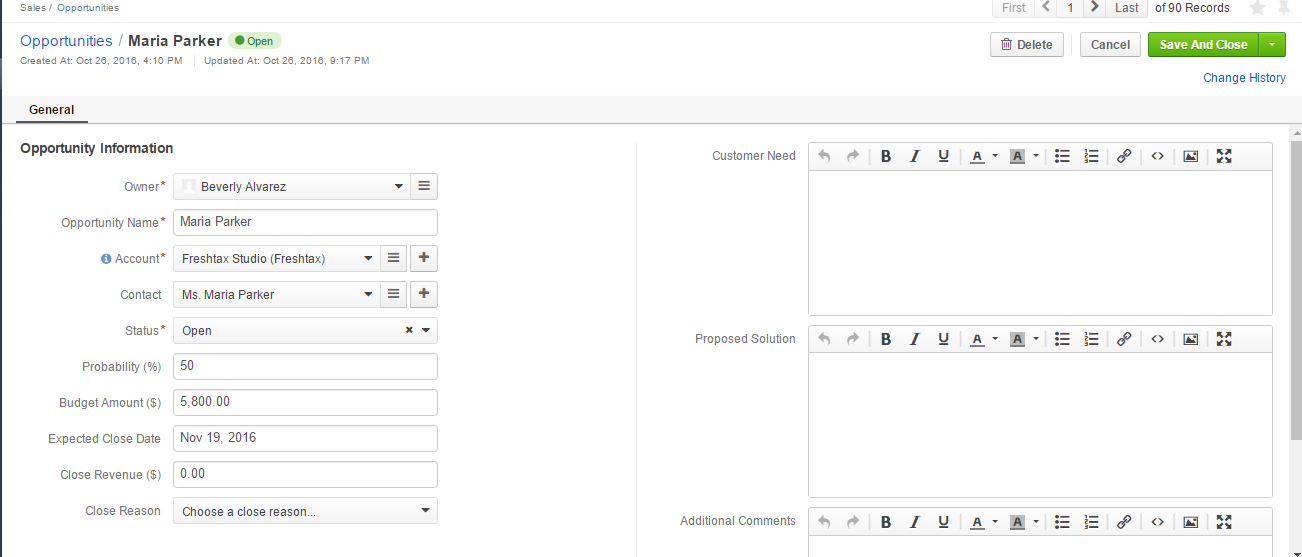 Sales / Opportunities
First 1 Last of 90 Records
Opportunities / Maria Parker Open
Delete Cancel Save And Close
Created At: Oct 26, 2016, 4:10 PM Updated At: Oct 26, 2016, 9:17 PM
Change History
General
Opportunity Information
Owner* Beverly Alvarez
Opportunity Name* Maria Parker
Account* Freshtax Studio (Freshtax)
Contact Ms. Maria Parker
Status* Open
Probability (%) 50
Budget Amount ($) 5,800.00
Expected Close Date Nov 19, 2016
Close Revenue ($) 0.00
Close Reason Choose a close reason...
Customer Need B I U A A
Proposed Solution B I U A A
Additional Comments B I U A A